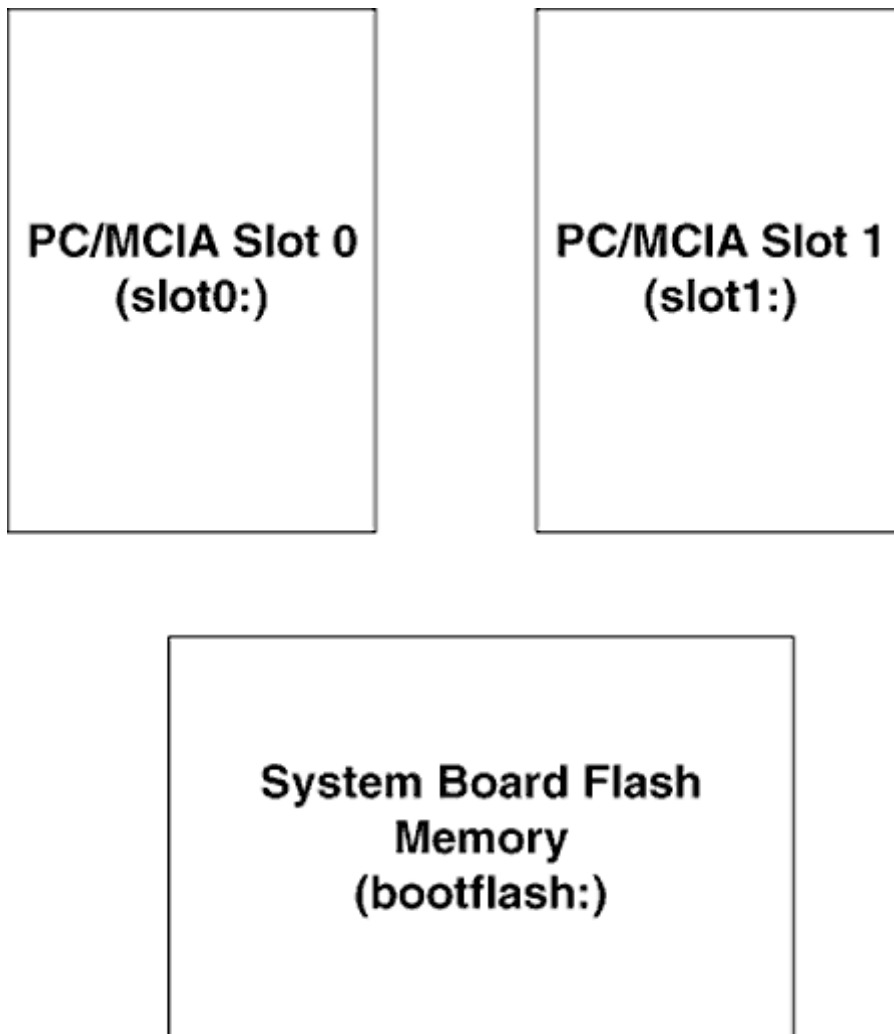 PC/MCIA Slot 0
(slot0:)
PC/MCIA Slot 1
(slot1:)
System Board Flash
Memory
(bootflash:)